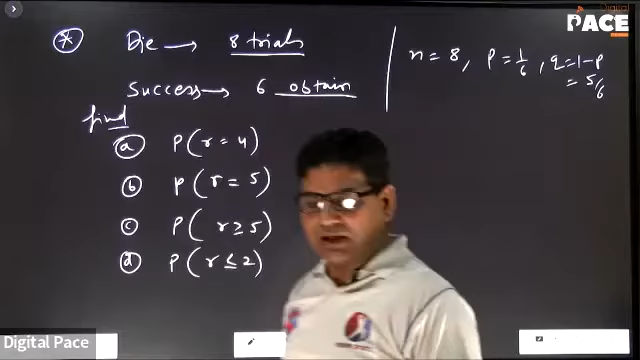 Digital
PACE
* Die → 8 trials
Success → 6 obtain
find
(a) P(r = 4)
(b) P(r = 5)
(c) P(r ≥ 5)
(d) P(r ≤ 2)
n = 8, P = 1/6, q = 1 - P
= 5/6
Digital Pace